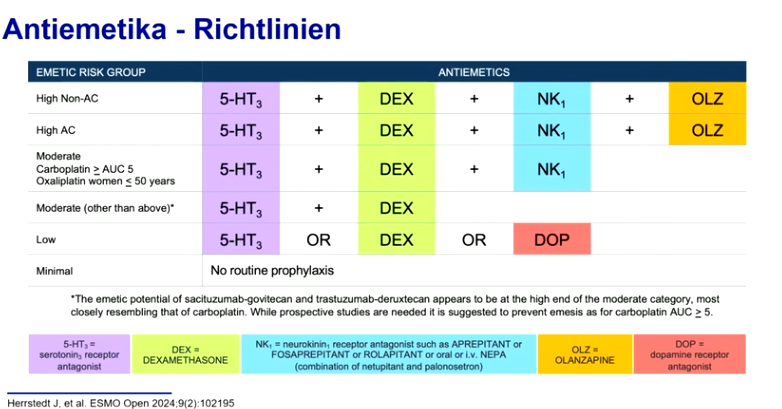 Antiemetika - Richtlinien
EMETIC RISK GROUP ANTIEMETICS
High Non-AC 5-HT₃ + DEX + NK₁ + OLZ
High AC 5-HT₃ + DEX + NK₁ + OLZ
Moderate
Carboplatin ≥ AUC 5
Oxaliplatin women ≤ 50 years
5-HT₃ + DEX + NK₁
Moderate (other than above)* 5-HT₃ + DEX
Low 5-HT₃ OR DEX OR DOP
Minimal No routine prophylaxis
*The emetic potential of sacituzumab-govitecan and trastuzumab-deruxtecan appears to be at the high end of the moderate category, most
closely resembling that of carboplatin. While prospective studies are needed it is suggested to prevent emesis as for carboplatin AUC ≥ 5.
5-HT₃ =
serotonin₃ receptor
antagonist
DEX =
DEXAMETHASONE
NK₁ = neurokinin₁ receptor antagonist such as APREPITANT or
FOSAPREPITANT or ROLAPITANT or oral or i.v. NEPA
(combination of netupitant and palonosetron)
OLZ =
OLANZAPINE
DOP =
dopamine receptor
antagonist
Herrstedt J, et al. ESMO Open 2024;9(2):102195